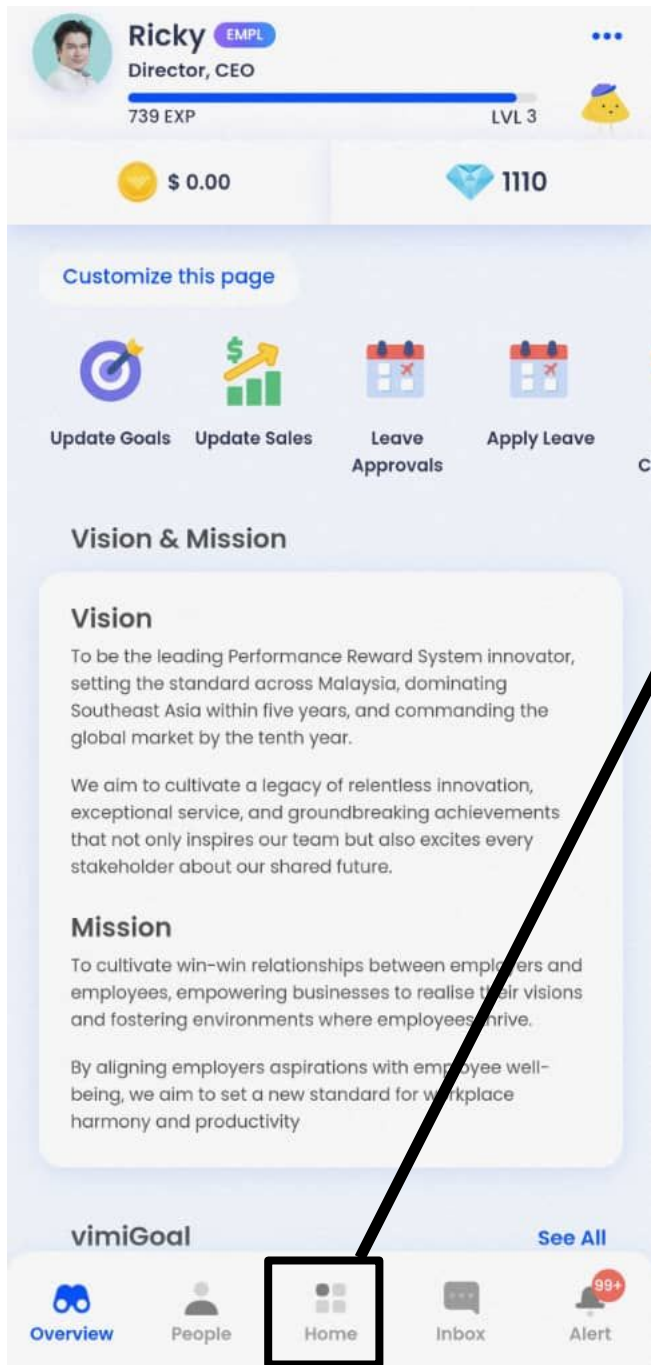 Ricky EMPL
Director, CEO
739 EXP LVL 3
$ 0.00 1110
Customize this page
Update Goals Update Sales Leave Apply Leave
Approvals C
Vision & Mission
Vision
To be the leading Performance Reward System innovator,
setting the standard across Malaysia, dominating
Southeast Asia within five years, and commanding the
global market by the tenth year.
We aim to cultivate a legacy of relentless innovation,
exceptional service, and groundbreaking achievements
that not only inspires our team but also excites every
stakeholder about our shared future.
Mission
To cultivate win-win relationships between employers and
employees, empowering businesses to realise their visions
and fostering environments where employees thrive.
By aligning employers aspirations with employee well-
being, we aim to set a new standard for workplace
harmony and productivity
vimiGoal See All
99+
Overview People Home Inbox Alert